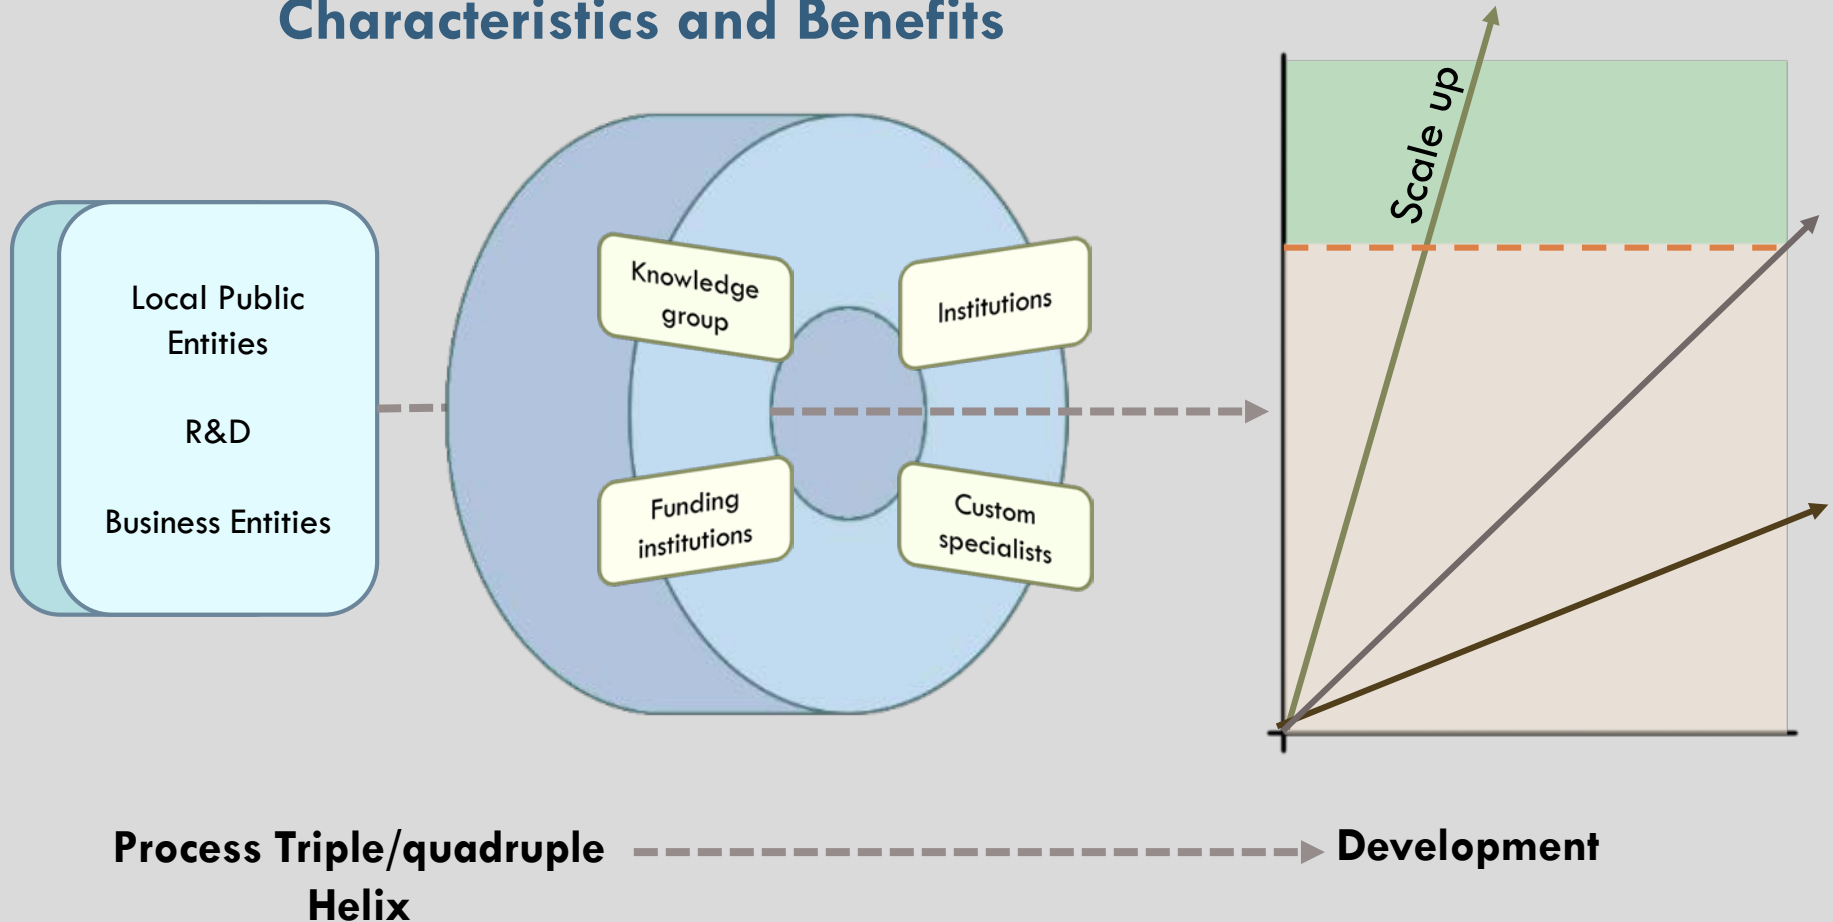 Characteristics and Benefits
Local Public
Entities
R&D
Business Entities
Knowledge
group
Institutions
Funding
institutions
Custom
specialists
Scale up
Process Triple/quadruple
Helix
Development